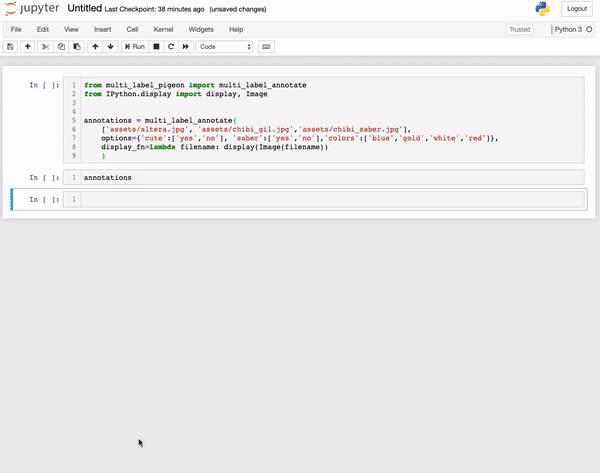 jupyter Untitled Last Checkpoint: 38 minutes ago (unsaved changes) Logout
File Edit View Insert Cell Kernel Widgets Help Trusted Python 3
Run Code
In [ ]:
1 from multi_label_pigeon import multi_label_annotate
2 from IPython.display import display, Image
3
4
5 annotations = multi_label_annotate(
6 ['assets/altera.jpg', 'assets/chibi_gil.jpg','assets/chibi_saber.jpg'],
7 options={'cute':['yes','no'], 'saber':['yes','no'],'colors':['blue','gold','white','red']},
8 display_fn=lambda filename: display(Image(filename))
9 )
In [ ]: 1 annotations
In [ ]: 1